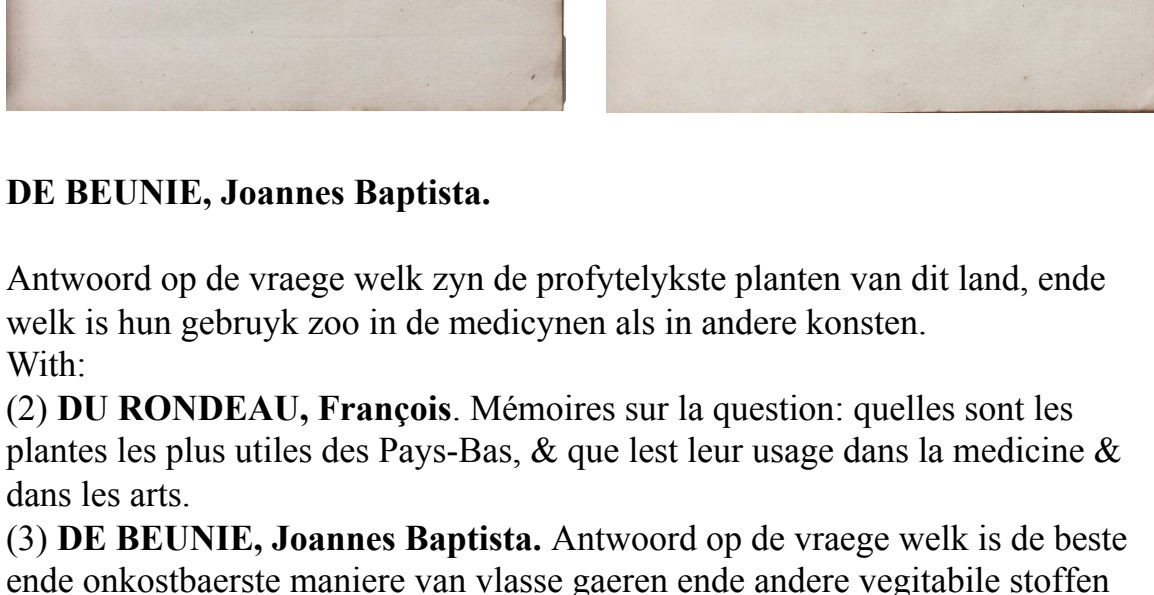 DE BEUNIE, Joannes Baptista.
Antwoord op de vraege welk zyn de profytelykste planten van dit land, ende
welk is hun gebruyk zoo in de medicynen als in andere konsten.
With:
(2) DU RONDEAU, François. Mémoires sur la question: quelles sont les
plantes les plus utiles des Pays-Bas, & que lest leur usage dans la medicine &
dans les arts.
(3) DE BEUNIE, Joannes Baptista. Antwoord op de vraege welk is de beste
ende onkostbaerste maniere van vlasse gaeren ende andere vegitabile stoffen